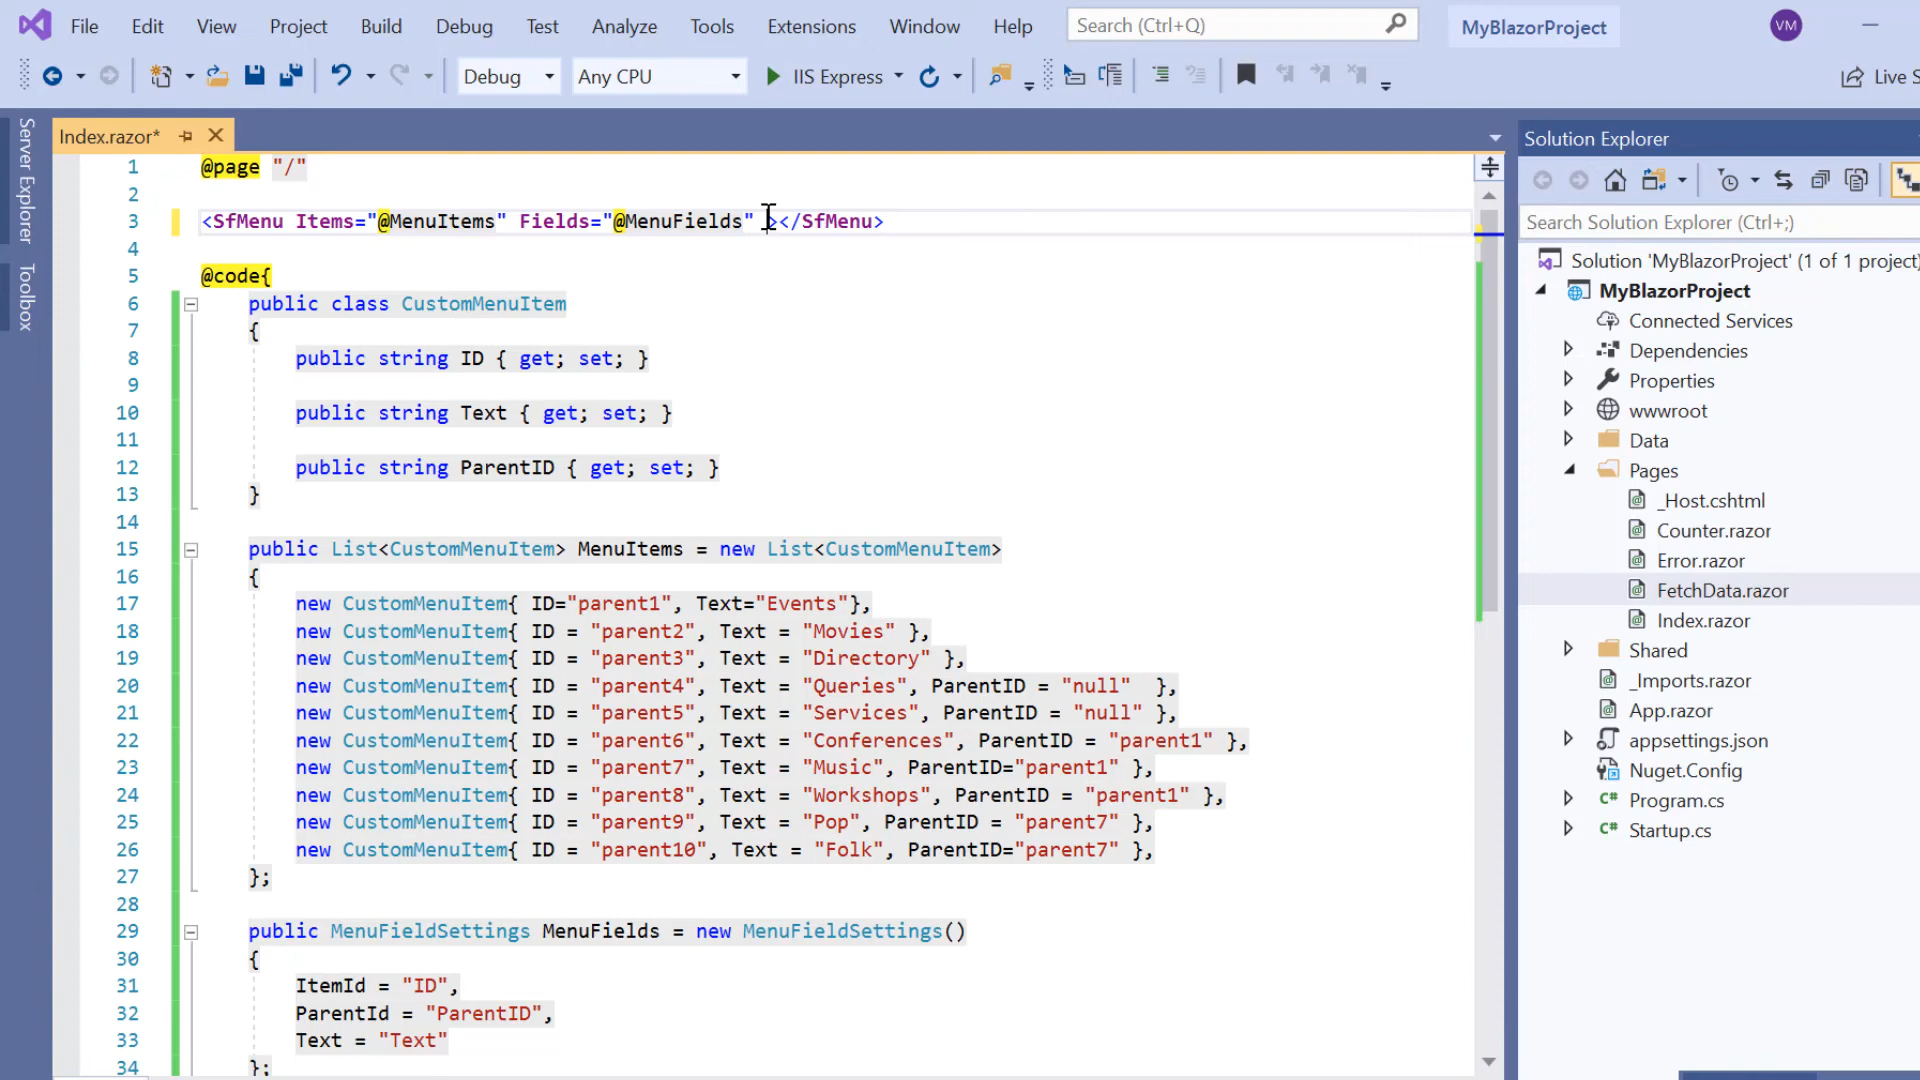 File Edit View Project Build Debug Test Analyze Tools Extensions Window Help Search (Ctrl+Q) MyBlazorProject VM
Debug Any CPU IIS Express Live S
Server Explorer
Toolbox
Index.razor*
1 @page "/"
2
3 <SfMenu Items="@MenuItems" Fields="@MenuFields" ></SfMenu>
4
5 @code{
6 public class CustomMenuItem
7 {
8 public string ID { get; set; }
9
10 public string Text { get; set; }
11
12 public string ParentID { get; set; }
13 }
14
15 public List<CustomMenuItem> MenuItems = new List<CustomMenuItem>
16 {
17 new CustomMenuItem{ ID="parent1", Text="Events"},
18 new CustomMenuItem{ ID = "parent2", Text = "Movies" },
19 new CustomMenuItem{ ID = "parent3", Text = "Directory" },
20 new CustomMenuItem{ ID = "parent4", Text = "Queries", ParentID = "null"  },
21 new CustomMenuItem{ ID = "parent5", Text = "Services", ParentID = "null" },
22 new CustomMenuItem{ ID = "parent6", Text = "Conferences", ParentID = "parent1" },
23 new CustomMenuItem{ ID = "parent7", Text = "Music", ParentID="parent1" },
24 new CustomMenuItem{ ID = "parent8", Text = "Workshops", ParentID = "parent1" },
25 new CustomMenuItem{ ID = "parent9", Text = "Pop", ParentID = "parent7" },
26 new CustomMenuItem{ ID = "parent10", Text = "Folk", ParentID="parent7" },
27 };
28
29 public MenuFieldSettings MenuFields = new MenuFieldSettings()
30 {
31 ItemId = "ID",
32 ParentId = "ParentID",
33 Text = "Text"
34 };
Solution Explorer
Search Solution Explorer (Ctrl+;)
Solution 'MyBlazorProject' (1 of 1 project)
MyBlazorProject
Connected Services
Dependencies
Properties
wwwroot
Data
Pages
_Host.cshtml
Counter.razor
Error.razor
FetchData.razor
Index.razor
Shared
_Imports.razor
App.razor
appsettings.json
Nuget.Config
C# Program.cs
C# Startup.cs